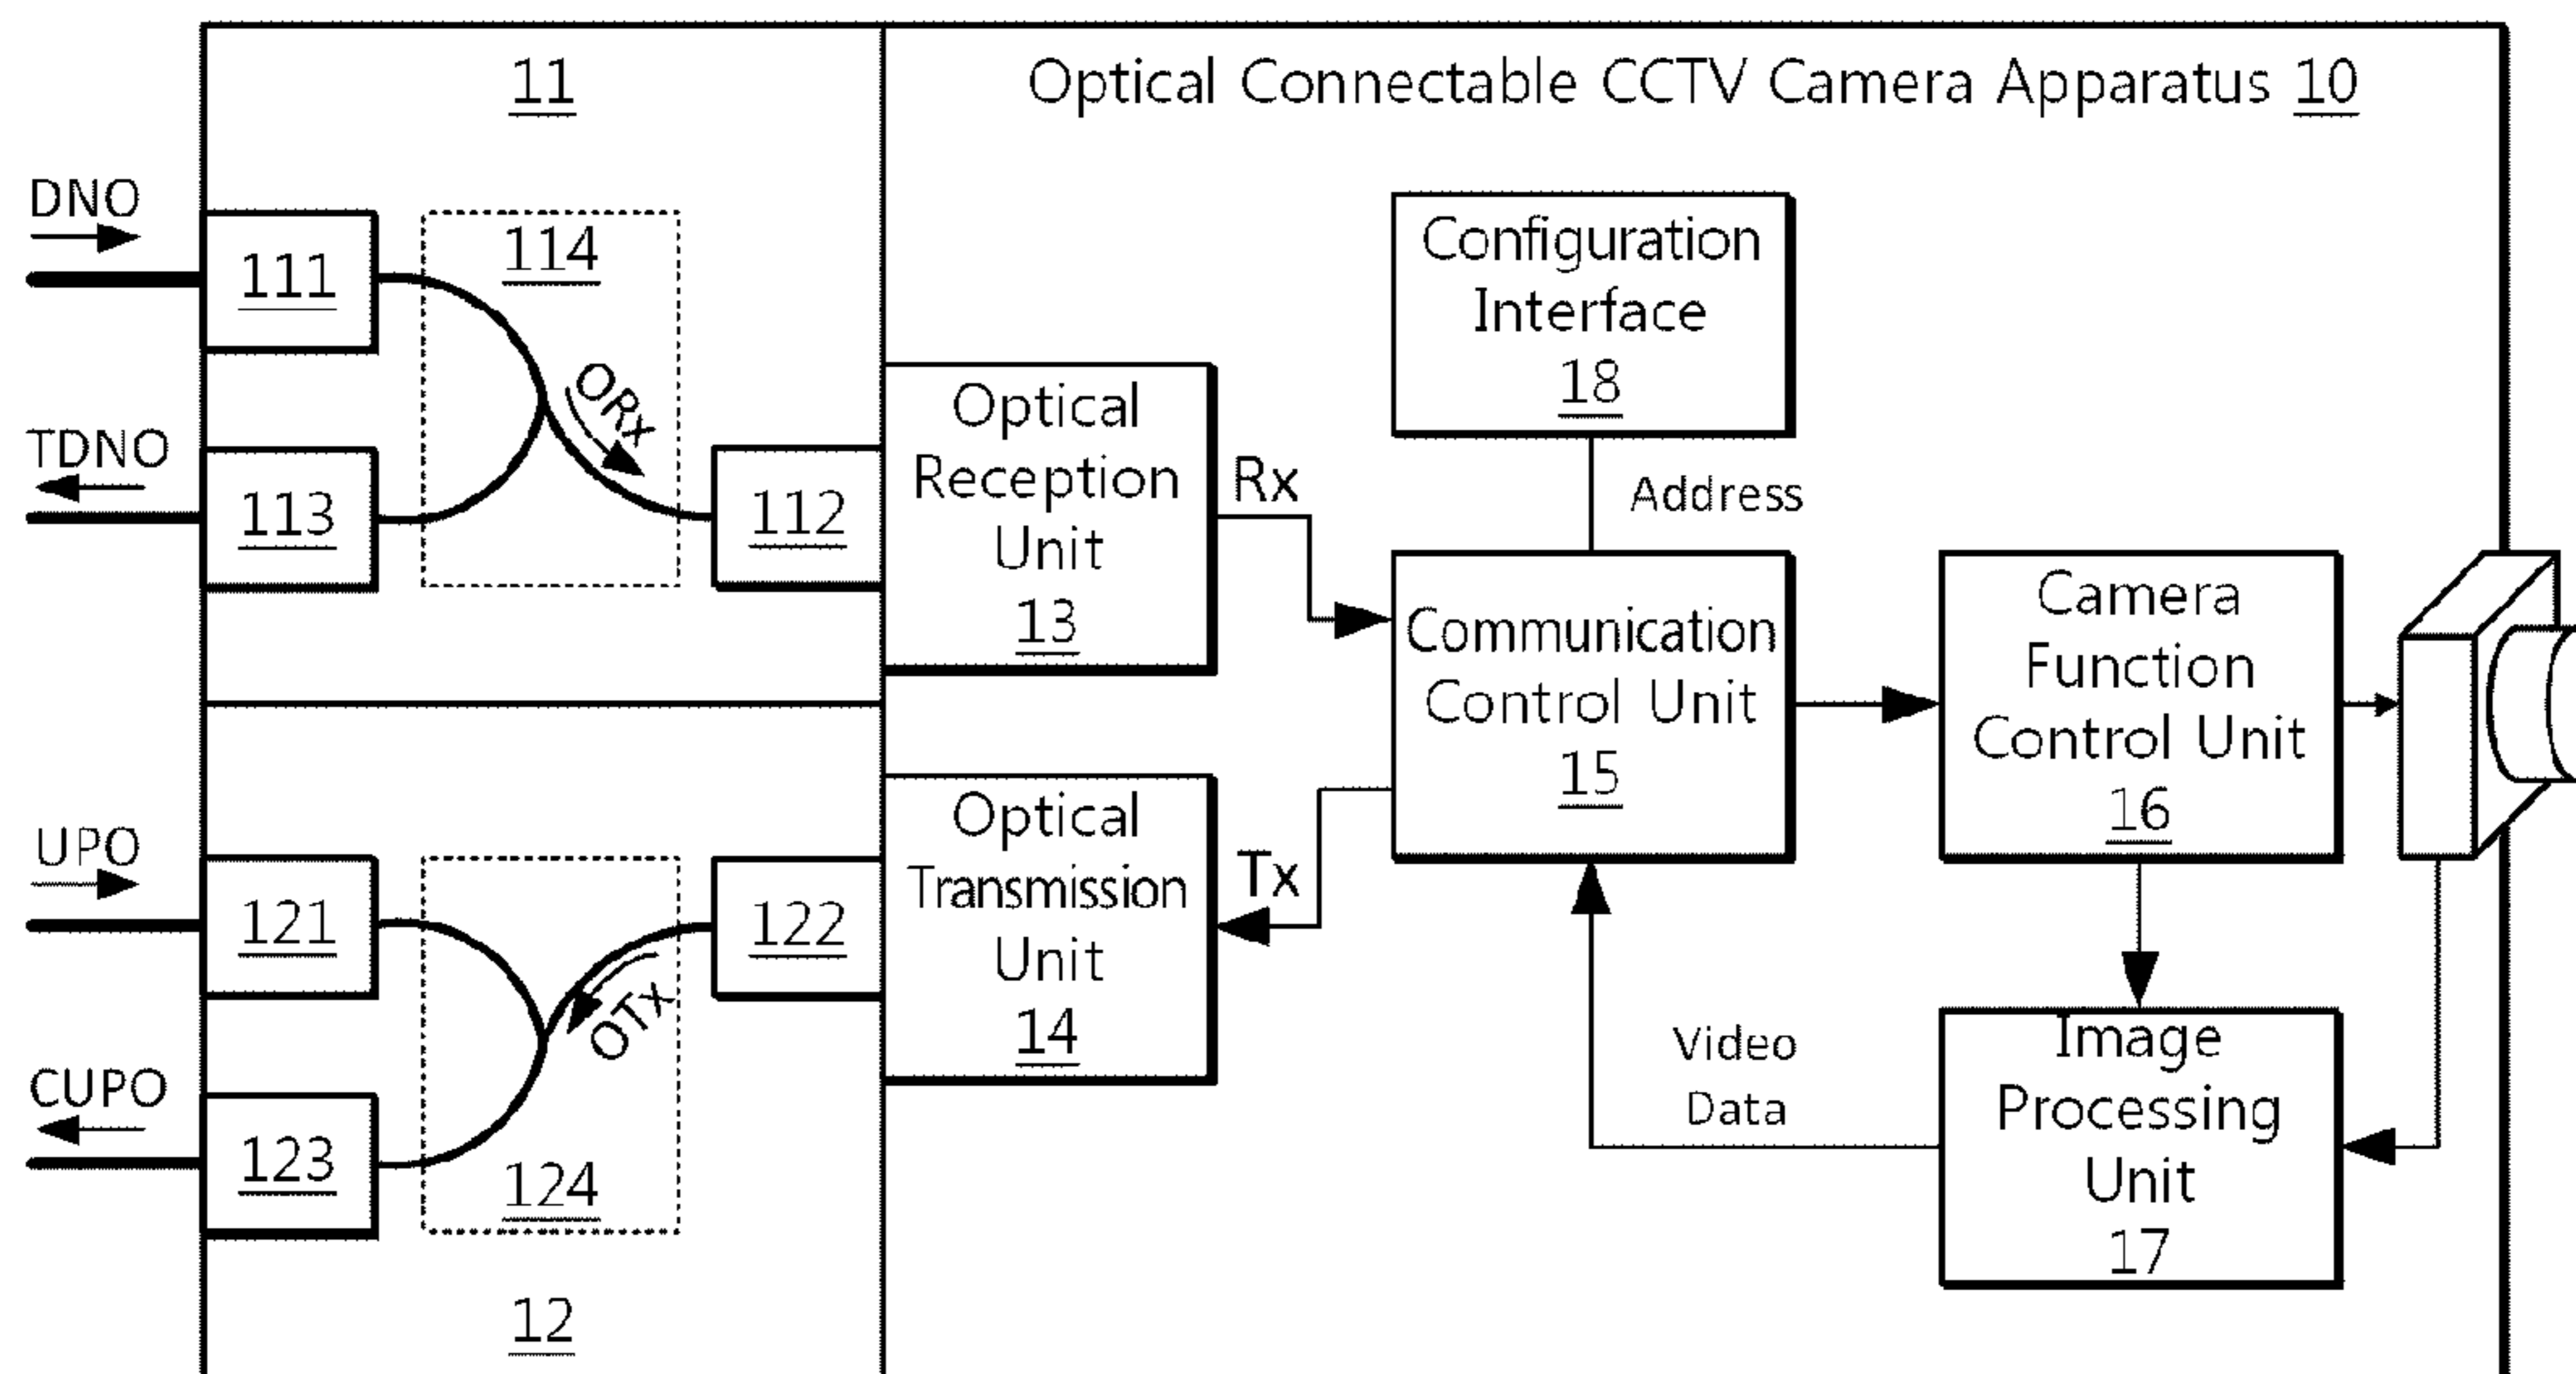 11
Optical Connectable CCTV Camera Apparatus 10
DNO
111
114
ORx
TDNO
113
112
Optical
Reception
Unit
13
Rx
Configuration
Interface
18
Address
Communication
Control Unit
15
Camera
Function
Control Unit
16
UPO
121
122
OTx
CUPO
123
124
12
Optical
Transmission
Unit
14
Tx
Video
Data
Image
Processing
Unit
17